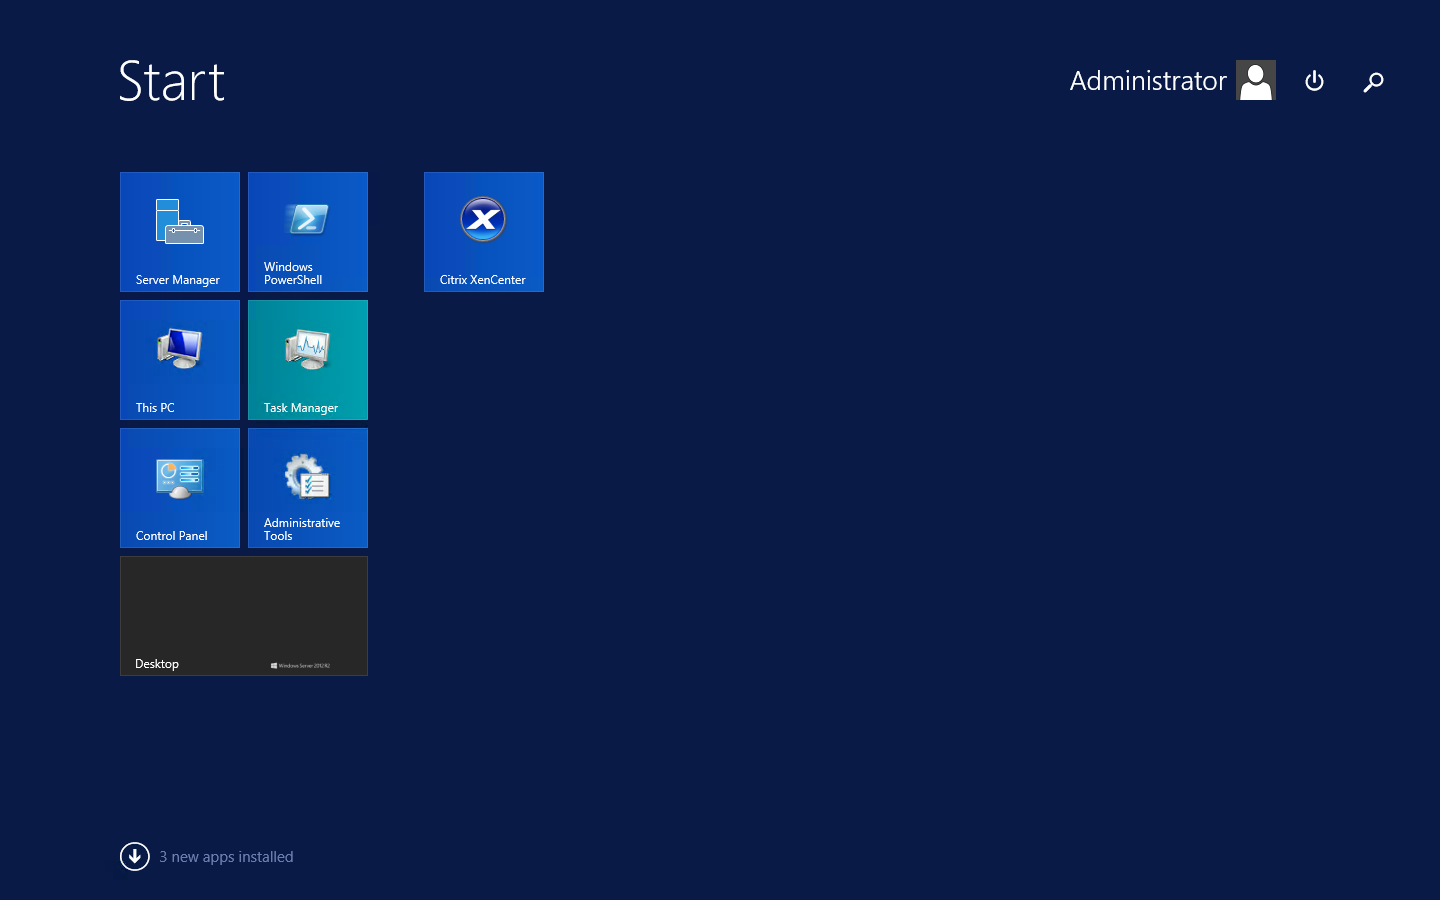 Start
Administrator
Server Manager
Windows
PowerShell
Citrix XenCenter
This PC
Task Manager
Control Panel
Administrative
Tools
Desktop
Windows Server 2012 R2
3 new apps installed